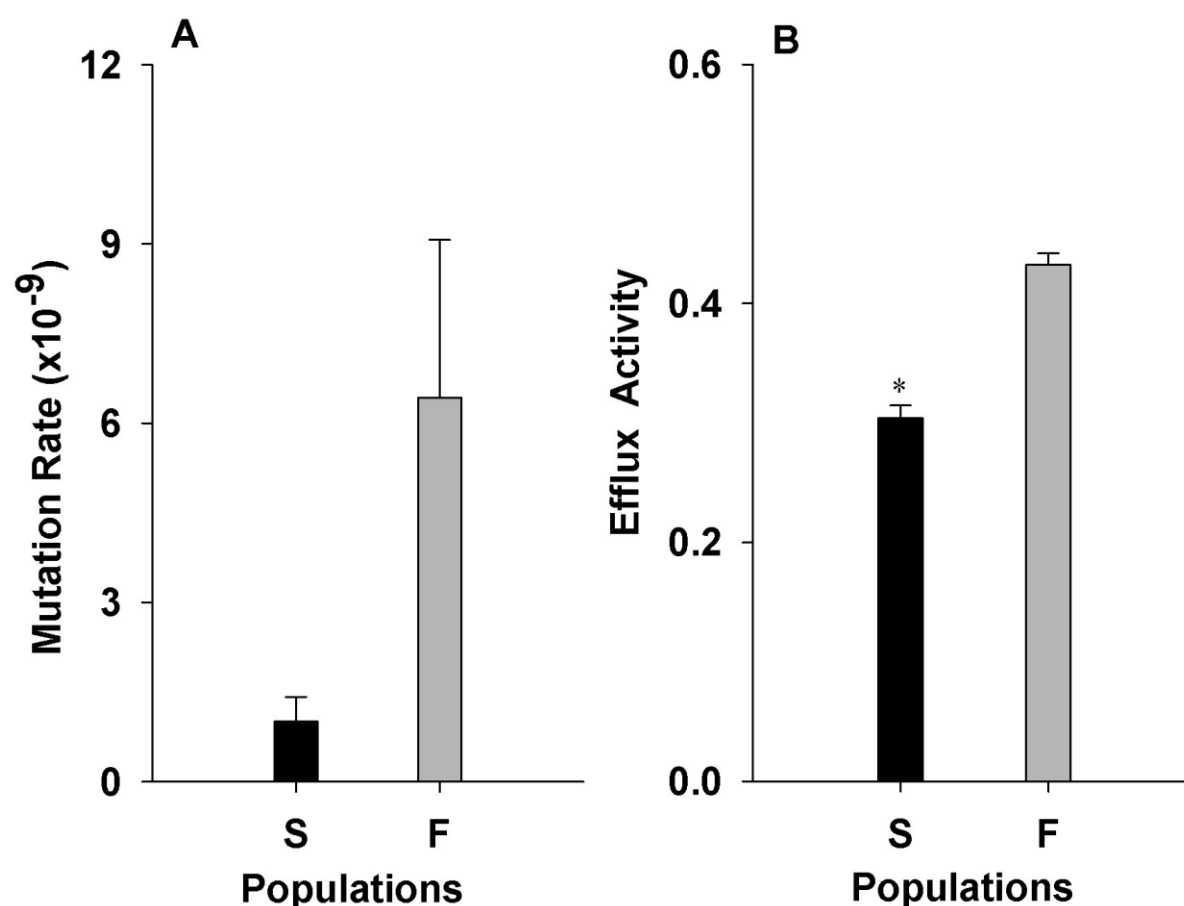 A
12
9
6
3
0
Mutation Rate (x10-9)
S F
Populations
B
0.6
0.4
0.2
0.0
Efflux Activity
*
S F
Populations